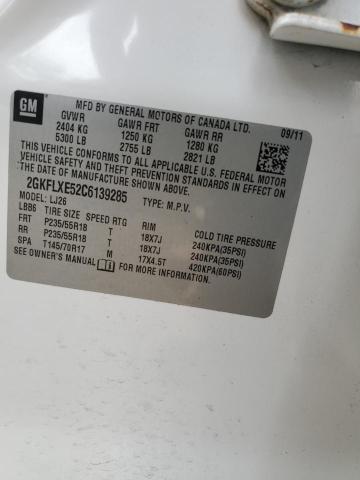 GM MFD BY GENERAL MOTORS OF CANADA LTD. 09/11
GVWR GAWR FRT GAWR RR
2404 KG 1250 KG 1280 KG
5300 LB 2755 LB 2821 LB
THIS VEHICLE CONFORMS TO ALL APPLICABLE U.S. FEDERAL MOTOR
VEHICLE SAFETY AND THEFT PREVENTION STANDARDS IN EFFECT ON
THE DATE OF MANUFACTURE SHOWN ABOVE.
2GKFLXE52C6139285 TYPE: M.P.V.
MODEL: LJ26
LBB6 TIRE SIZE SPEED RTG RIM COLD TIRE PRESSURE
FRT P235/55R18 T 18X7J 240KPA(35PSI)
RR P235/55R18 T 18X7J 240KPA(35PSI)
SPA T145/70R17 M 17X4.5T 420KPA(60PSI)
SEE OWNER'S MANUAL FOR MORE INFORMATION.